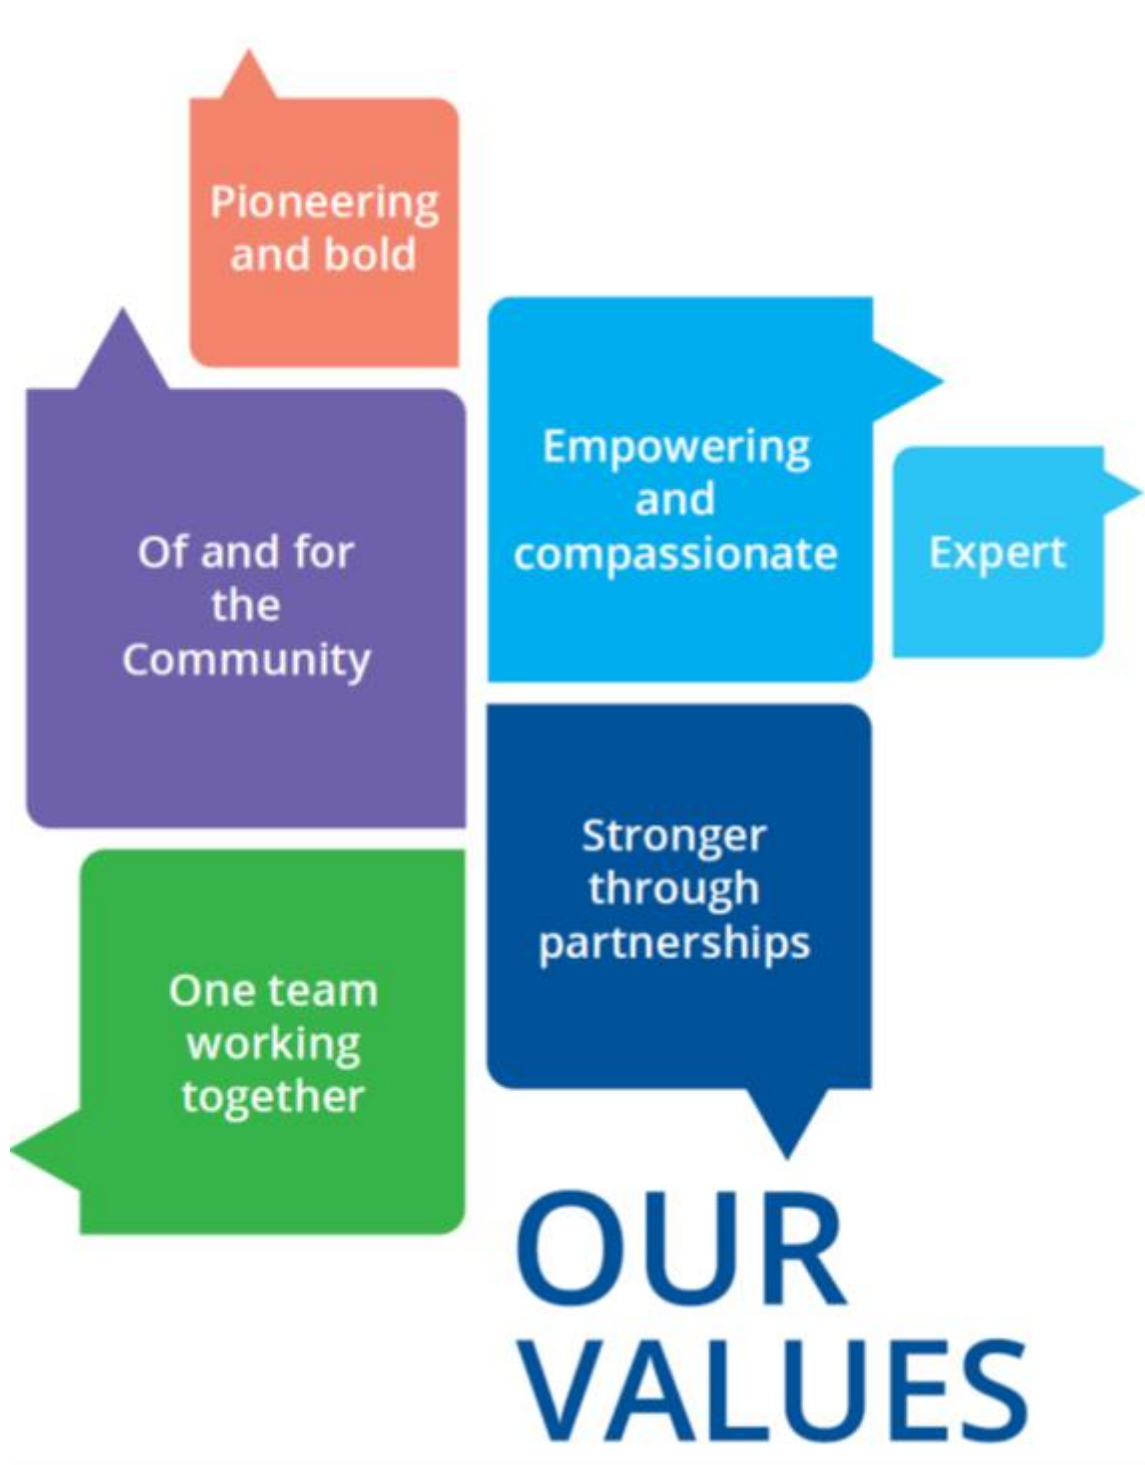 Pioneering
and bold
Empowering
and
compassionate
Expert
Of and for
the
Community
Stronger
through
partnerships
One team
working
together
OUR
VALUES